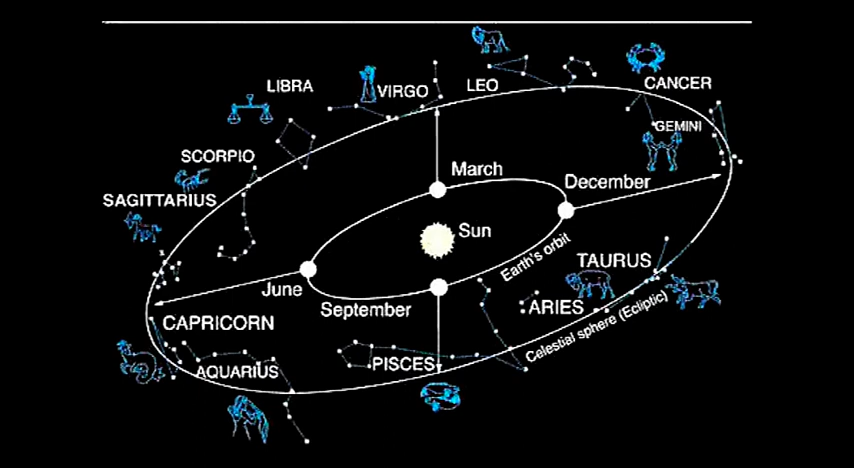 LEO
CANCER
LIBRA
VIRGO
GEMINI
SCORPIO
March
December
SAGITTARIUS
Sun
Earth's orbit
TAURUS
June
September
ARIES
CAPRICORN
Celestial sphere (Ecliptic)
PISCES
AQUARIUS